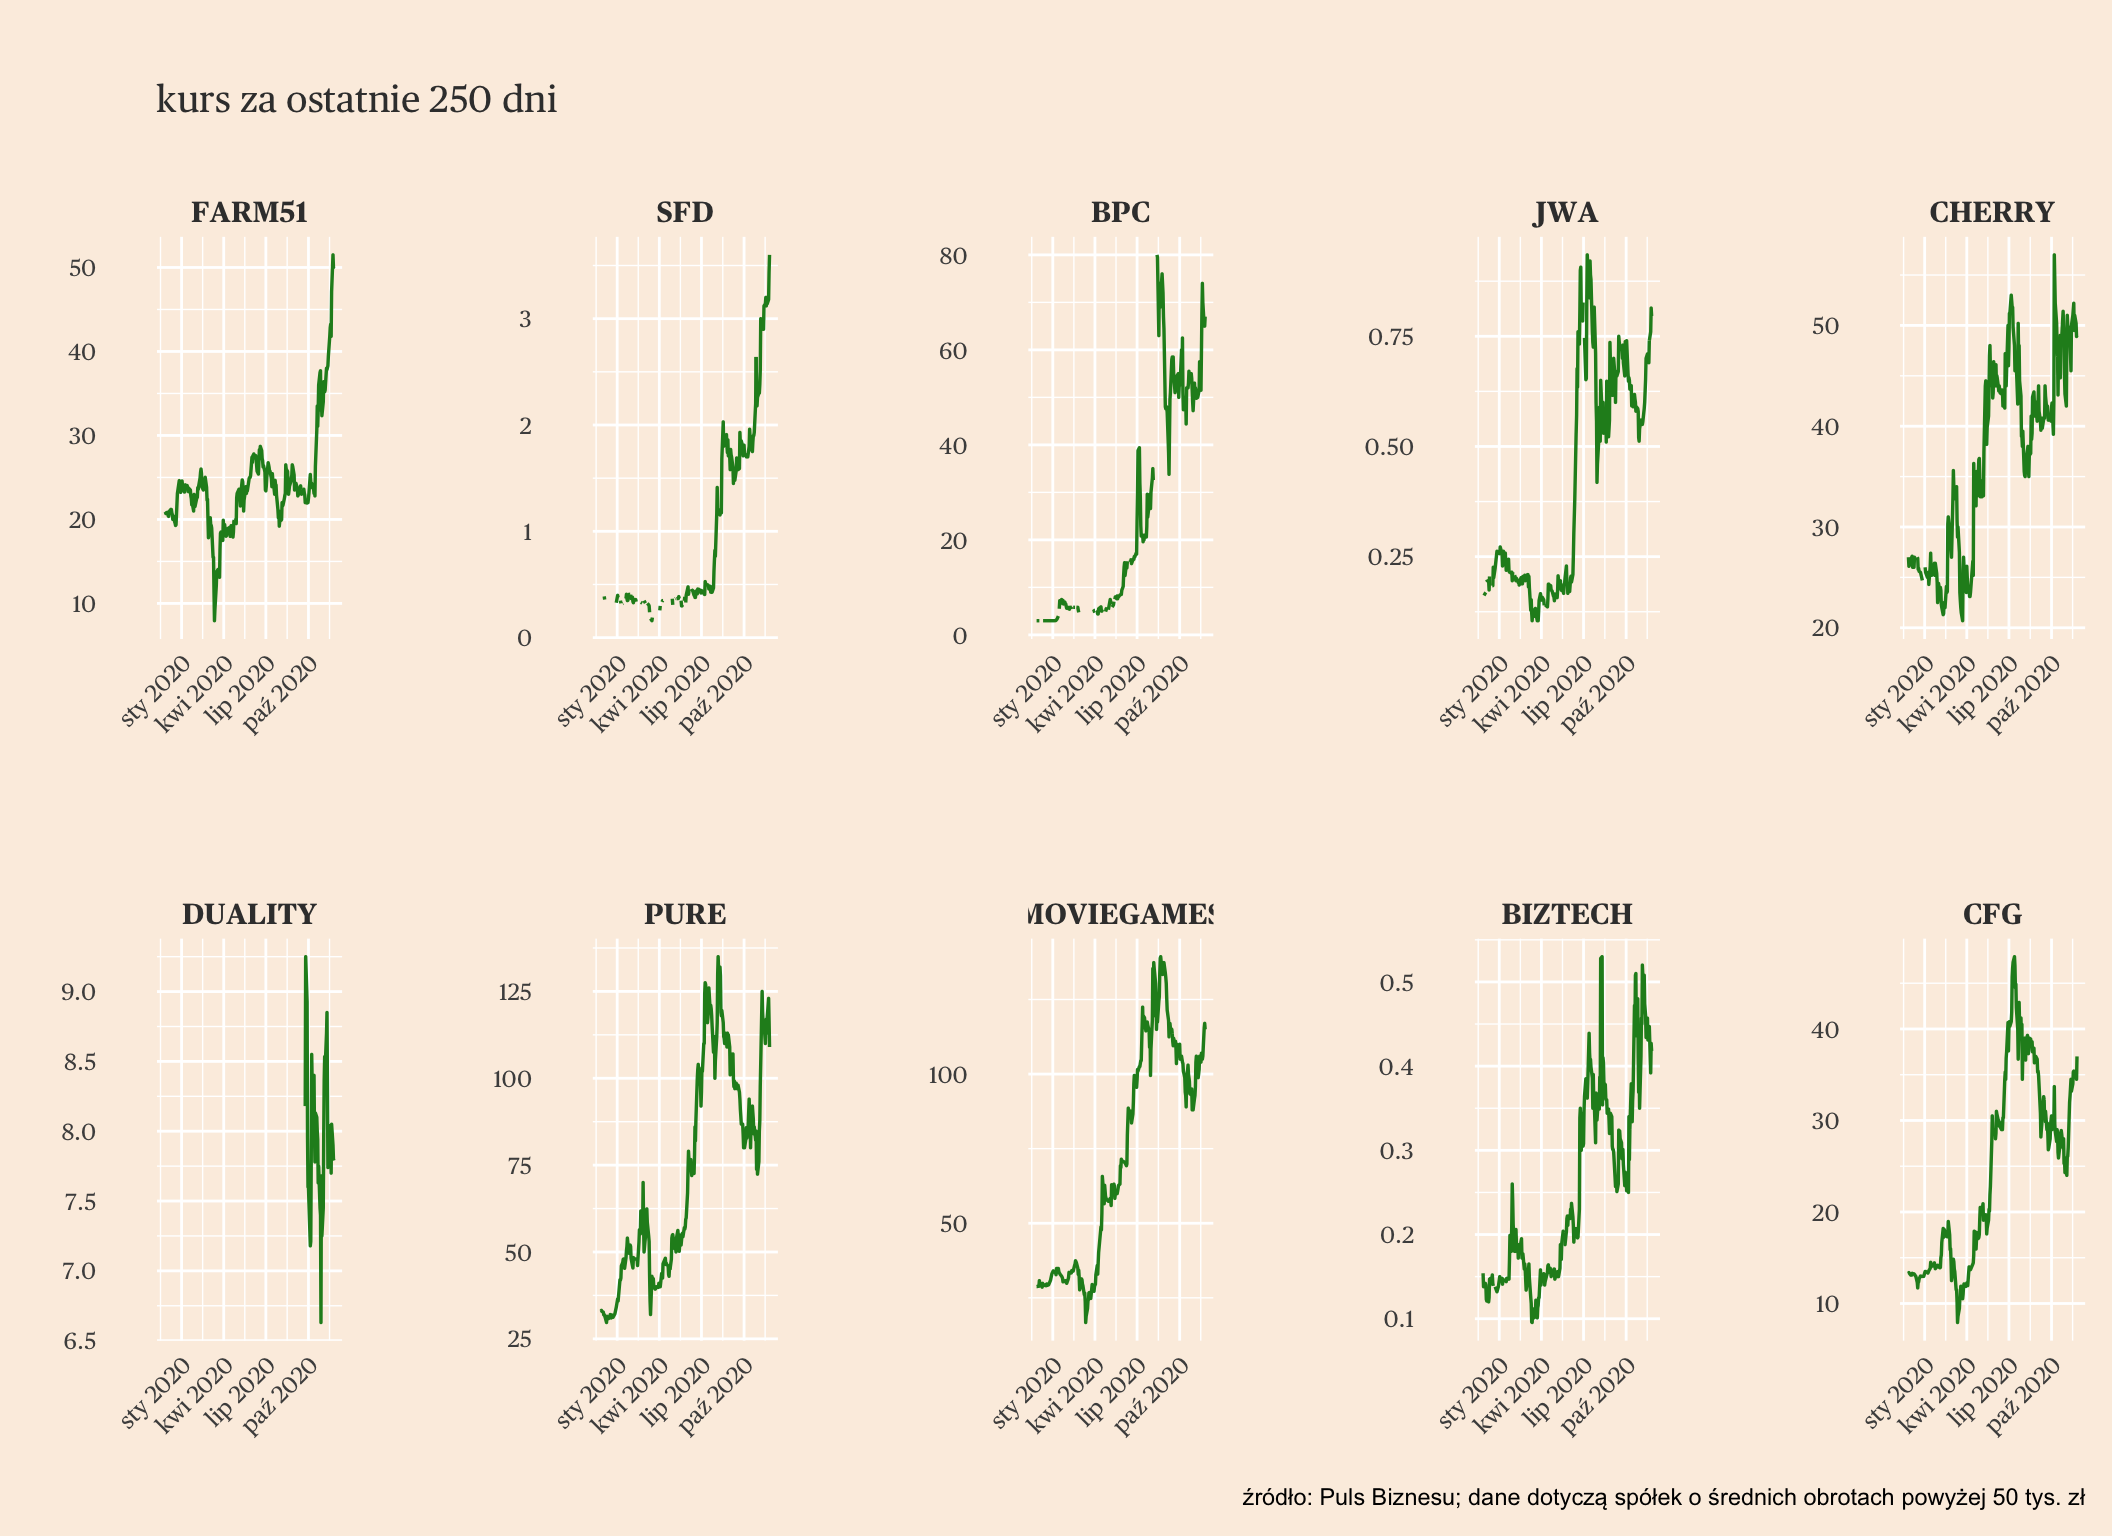 kurs za ostatnie 250 dni
FARM51
SFD
BPC
JWA
CHERRY
50
40
30
20
10
3
2
1
0
80
60
40
20
0
0.75
0.50
0.25
50
40
30
20
sty 2020
kwi 2020
lip 2020
paź 2020
sty 2020
kwi 2020
lip 2020
paź 2020
sty 2020
kwi 2020
lip 2020
paź 2020
sty 2020
kwi 2020
lip 2020
paź 2020
sty 2020
kwi 2020
lip 2020
paź 2020
DUALITY
PURE
MOVIEGAMES
BIZTECH
CFG
9.0
8.5
8.0
7.5
7.0
6.5
125
100
75
50
25
100
50
0.5
0.4
0.3
0.2
0.1
40
30
20
10
sty 2020
kwi 2020
lip 2020
paź 2020
sty 2020
kwi 2020
lip 2020
paź 2020
sty 2020
kwi 2020
lip 2020
paź 2020
sty 2020
kwi 2020
lip 2020
paź 2020
sty 2020
kwi 2020
lip 2020
paź 2020
źródło: Puls Biznesu; dane dotyczą spółek o średnich obrotach powyżej 50 tys. zł